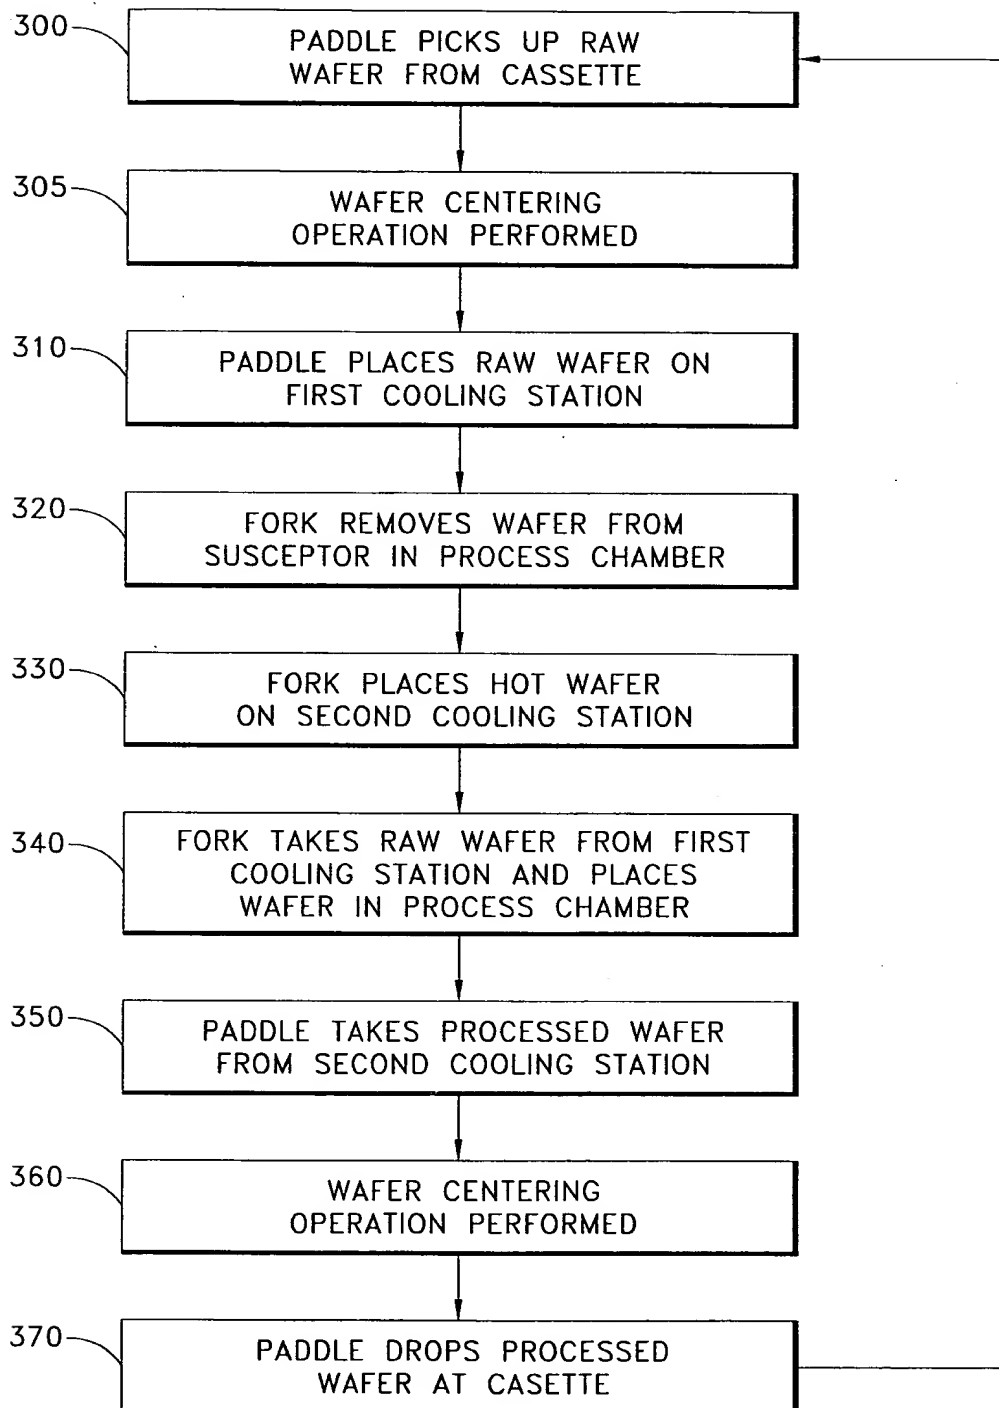 300
PADDLE PICKS UP RAW
WAFER FROM CASSETTE
305
WAFER CENTERING
OPERATION PERFORMED
310
PADDLE PLACES RAW WAFER ON
FIRST COOLING STATION
320
FORK REMOVES WAFER FROM
SUSCEPTOR IN PROCESS CHAMBER
330
FORK PLACES HOT WAFER
ON SECOND COOLING STATION
340
FORK TAKES RAW WAFER FROM FIRST
COOLING STATION AND PLACES
WAFER IN PROCESS CHAMBER
350
PADDLE TAKES PROCESSED WAFER
FROM SECOND COOLING STATION
360
WAFER CENTERING
OPERATION PERFORMED
370
PADDLE DROPS PROCESSED
WAFER AT CASETTE